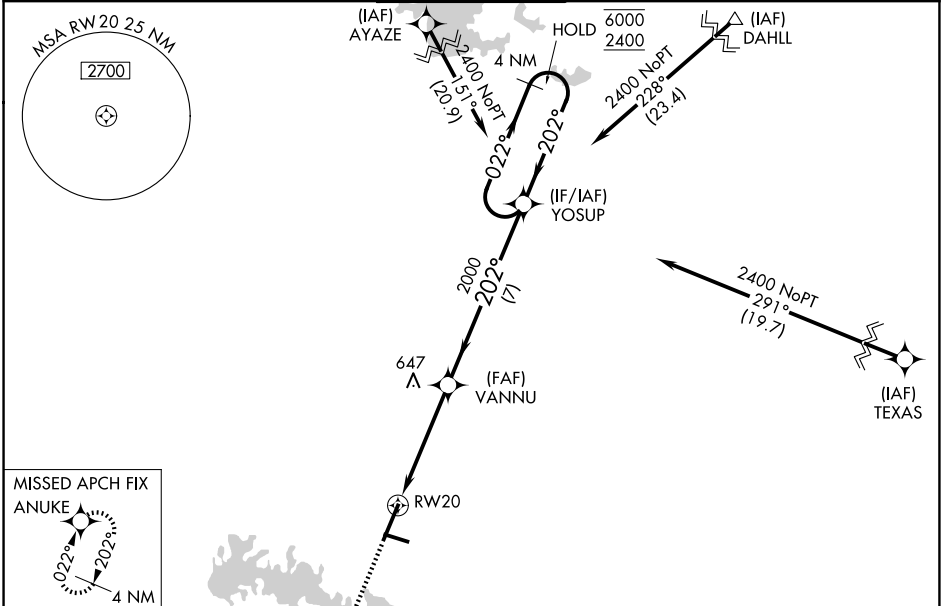 MSA RW20 25 NM
2700
(IAF)
AYAZE
2400 NoPT
151°
(20.9)
HOLD
6000
2400
4 NM
022°
202°
(IAF)
DAHLL
2400 NoPT
228°
(23.4)
(IF/IAF)
YOSUP
2000
202°
(7)
2400 NoPT
291°
(19.7)
(IAF)
TEXAS
647
(FAF)
VANNU
RW20
MISSED APCH FIX
ANUKE
022°
202°
4 NM